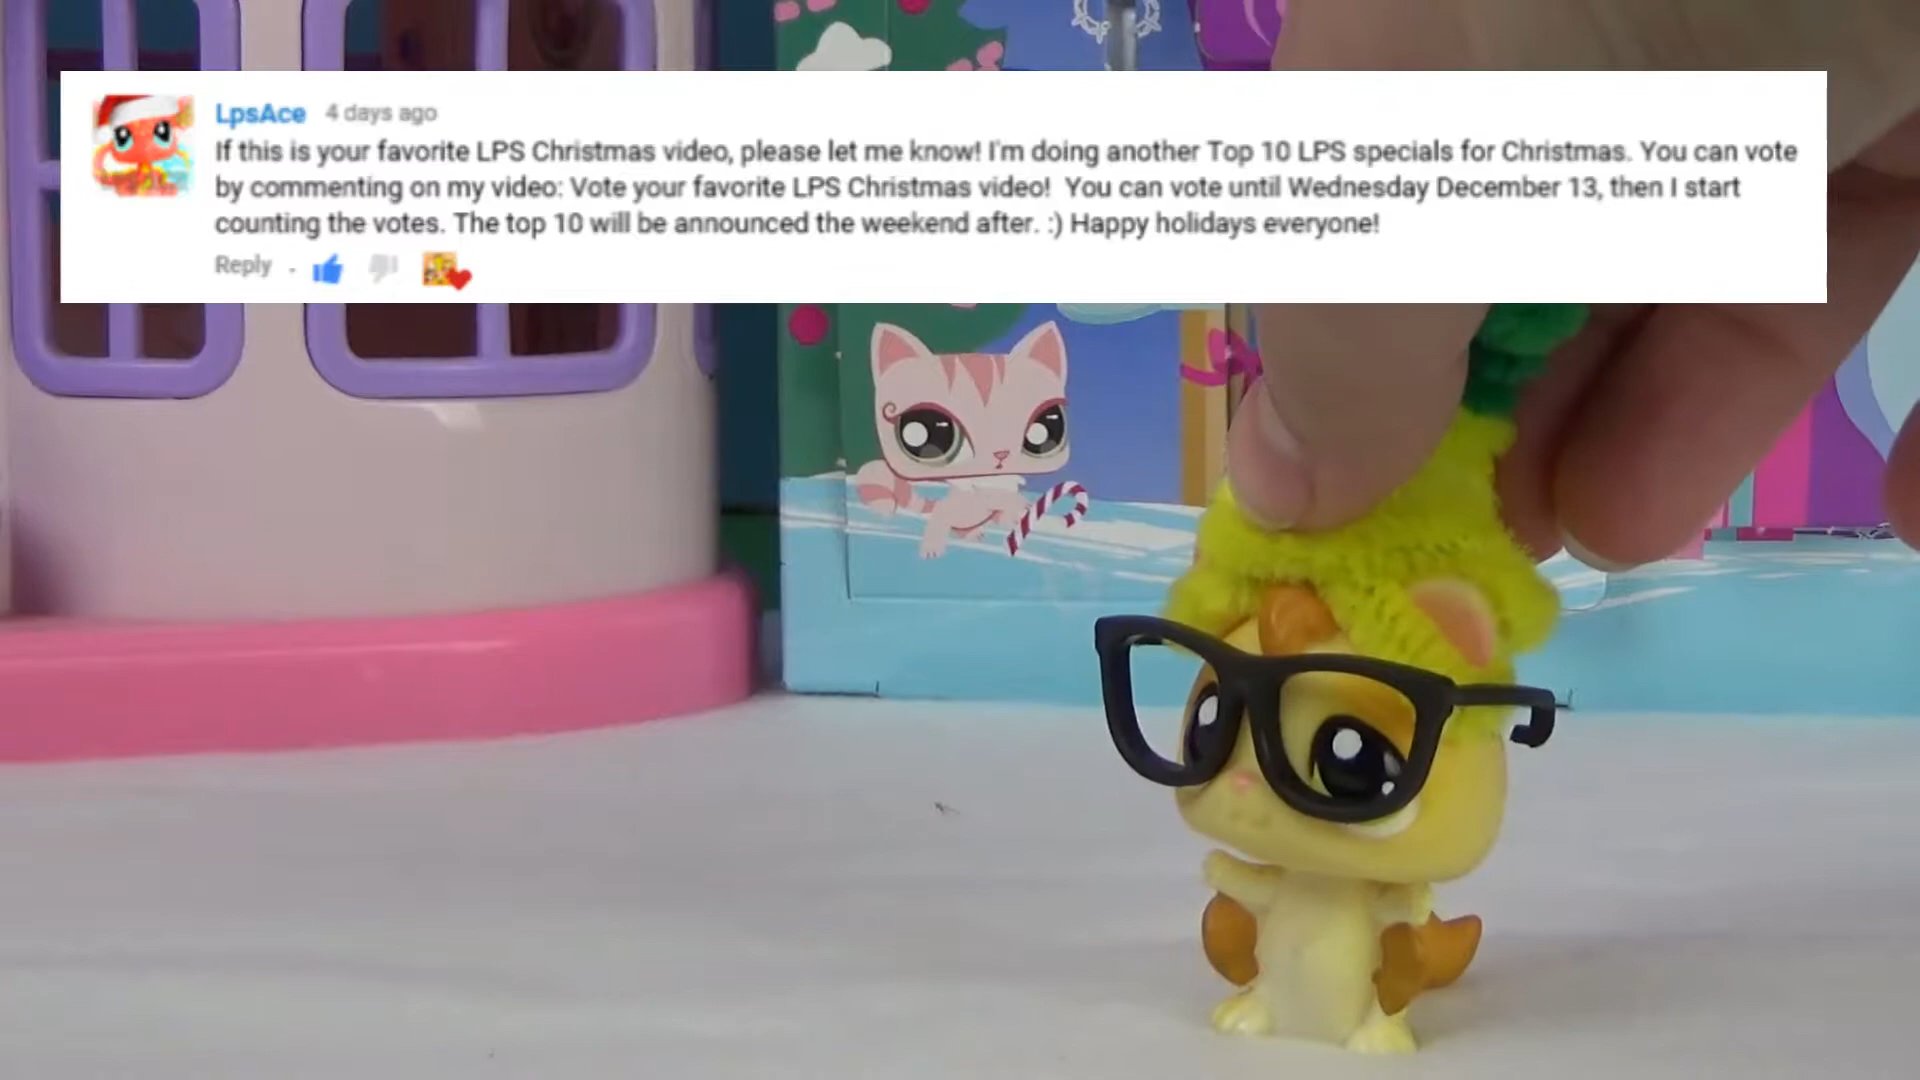 LpsAce 4 days ago
If this is your favorite LPS Christmas video, please let me know! I'm doing another Top 10 LPS specials for Christmas. You can vote
by commenting on my video: Vote your favorite LPS Christmas video! You can vote until Wednesday December 13, then I start
counting the votes. The top 10 will be announced the weekend after. :) Happy holidays everyone!
Reply